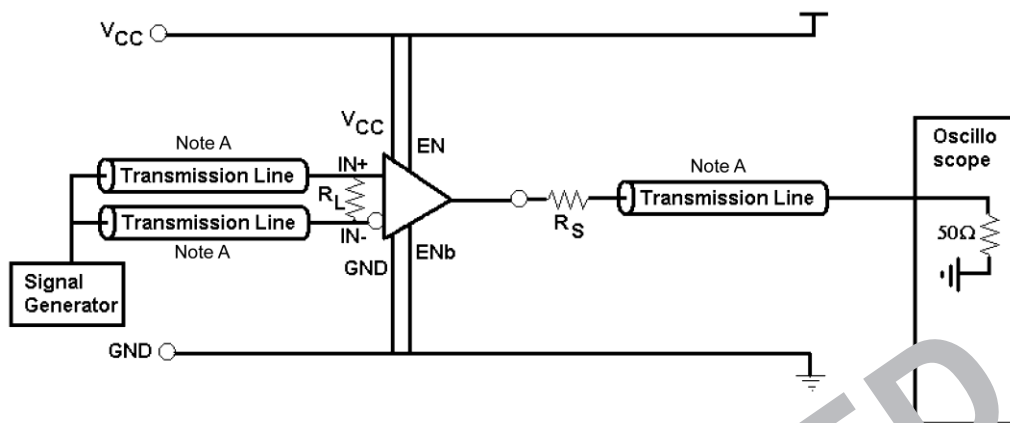 VCC
Note A
VCC
EN
Oscillo
scope
Transmission Line
IN+
RL
Note A
Transmission Line
RS
Transmission Line
IN-
Note A
50Ω
GND
ENb
Signal
Generator
GND
ED